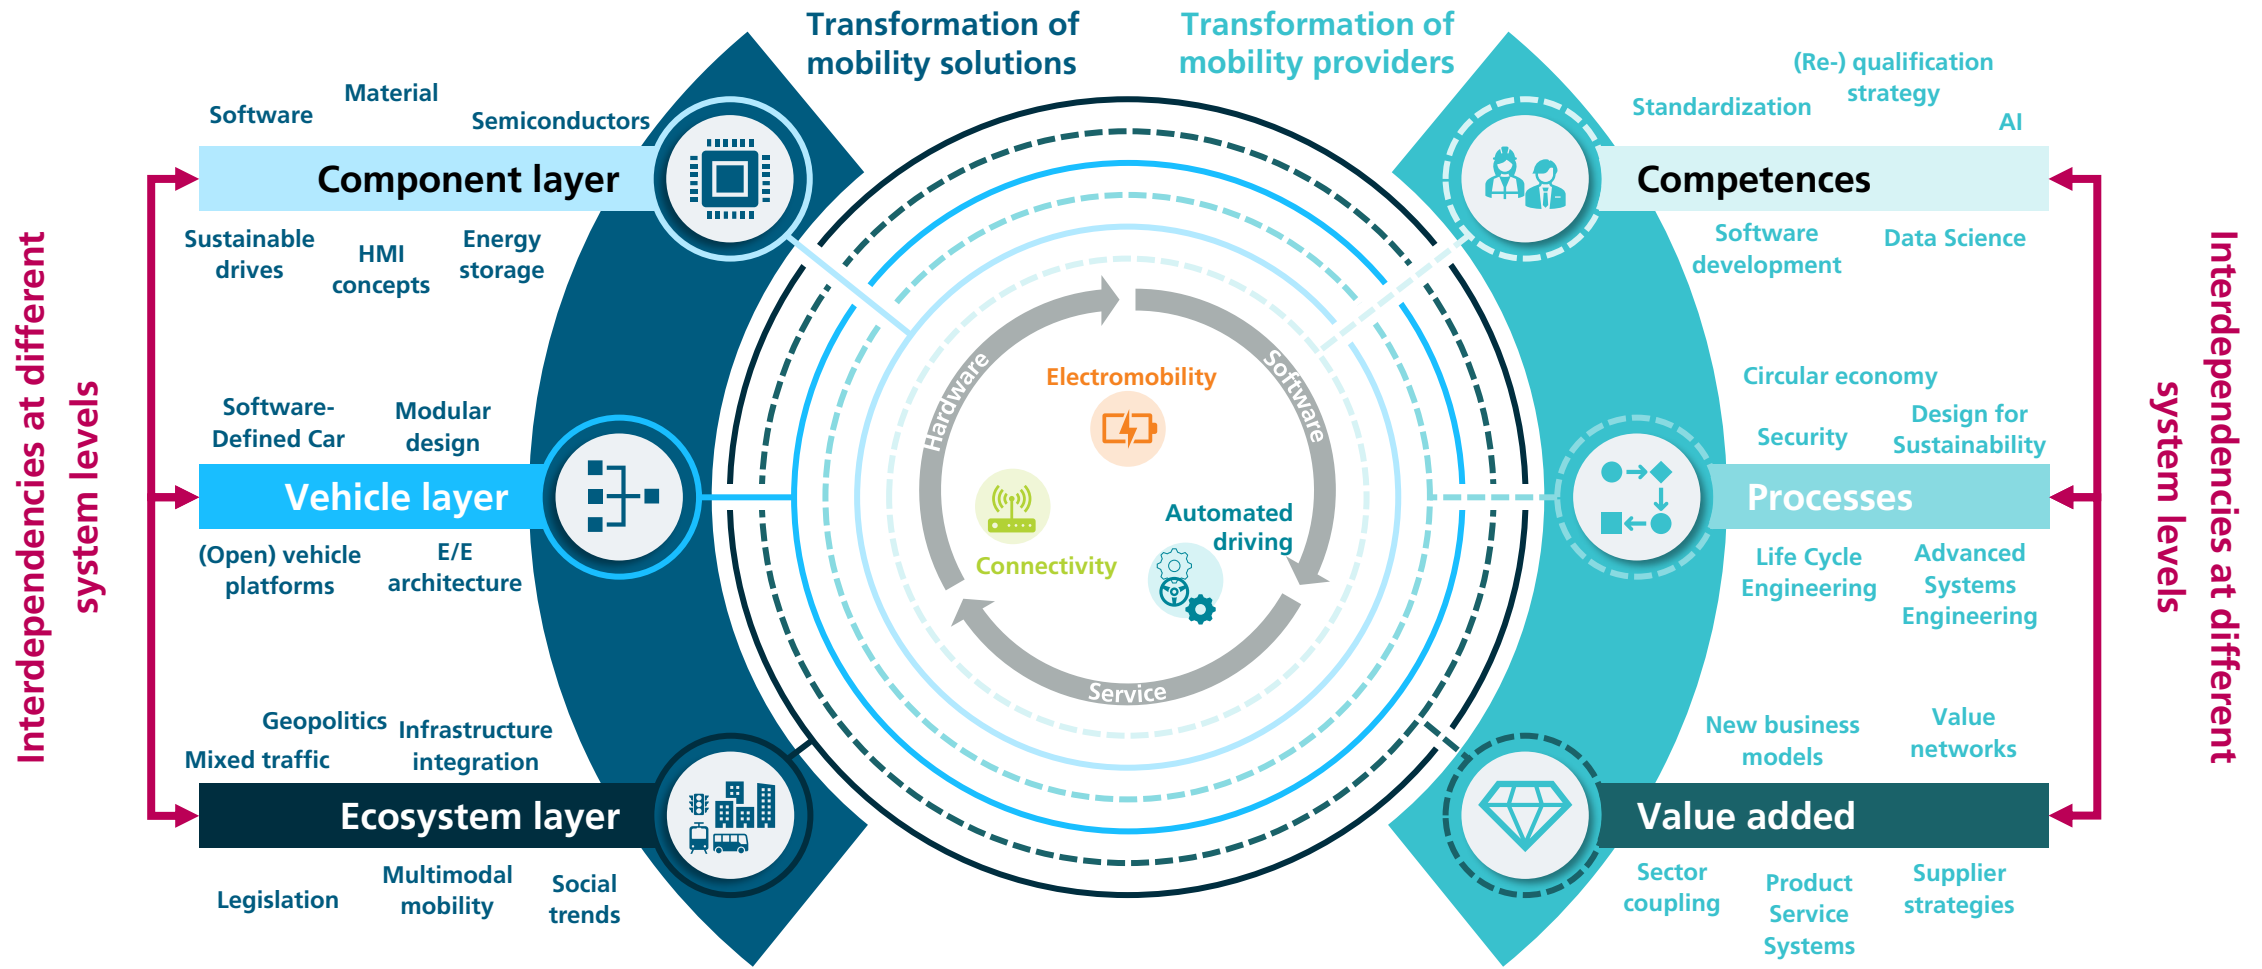 Transformation of
mobility solutions
Transformation of
mobility providers
Interdependencies at different
system levels
Software
Material
Semiconductors
Component layer
Sustainable
drives
HMI
concepts
Energy
storage
Software-
Defined Car
Modular
design
Vehicle layer
(Open) vehicle
platforms
E/E
architecture
Geopolitics
Mixed traffic
Infrastructure
integration
Ecosystem layer
Legislation
Multimodal
mobility
Social
trends
Hardware
Software
Service
Electromobility
Connectivity
Automated
driving
(Re-) qualification
strategy
Standardization
AI
Competences
Software
development
Data Science
Circular economy
Security
Design for
Sustainability
Processes
Life Cycle
Engineering
Advanced
Systems
Engineering
New business
models
Value
networks
Value added
Sector
coupling
Product
Service
Systems
Supplier
strategies
Interdependencies at different
system levels